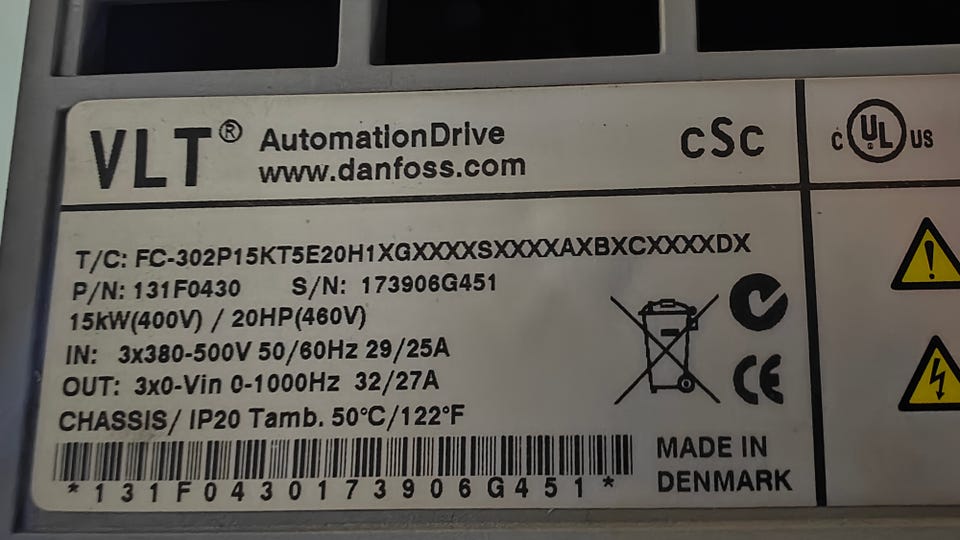 VLT® AutomationDrive
www.danfoss.com
cSc
C UL US
T/C: FC-302P15KT5E20H1XGXXXXSXXXXAXBXCXXXXDX
P/N: 131F0430 S/N: 173906G451
15kW(400V) / 20HP(460V)
IN: 3x380-500V 50/60Hz 29/25A
OUT: 3x0-Vin 0-1000Hz 32/27A
CHASSIS/ IP20 Tamb. 50°C/122°F
CE
*131F0430173906G451*
MADE IN
DENMARK